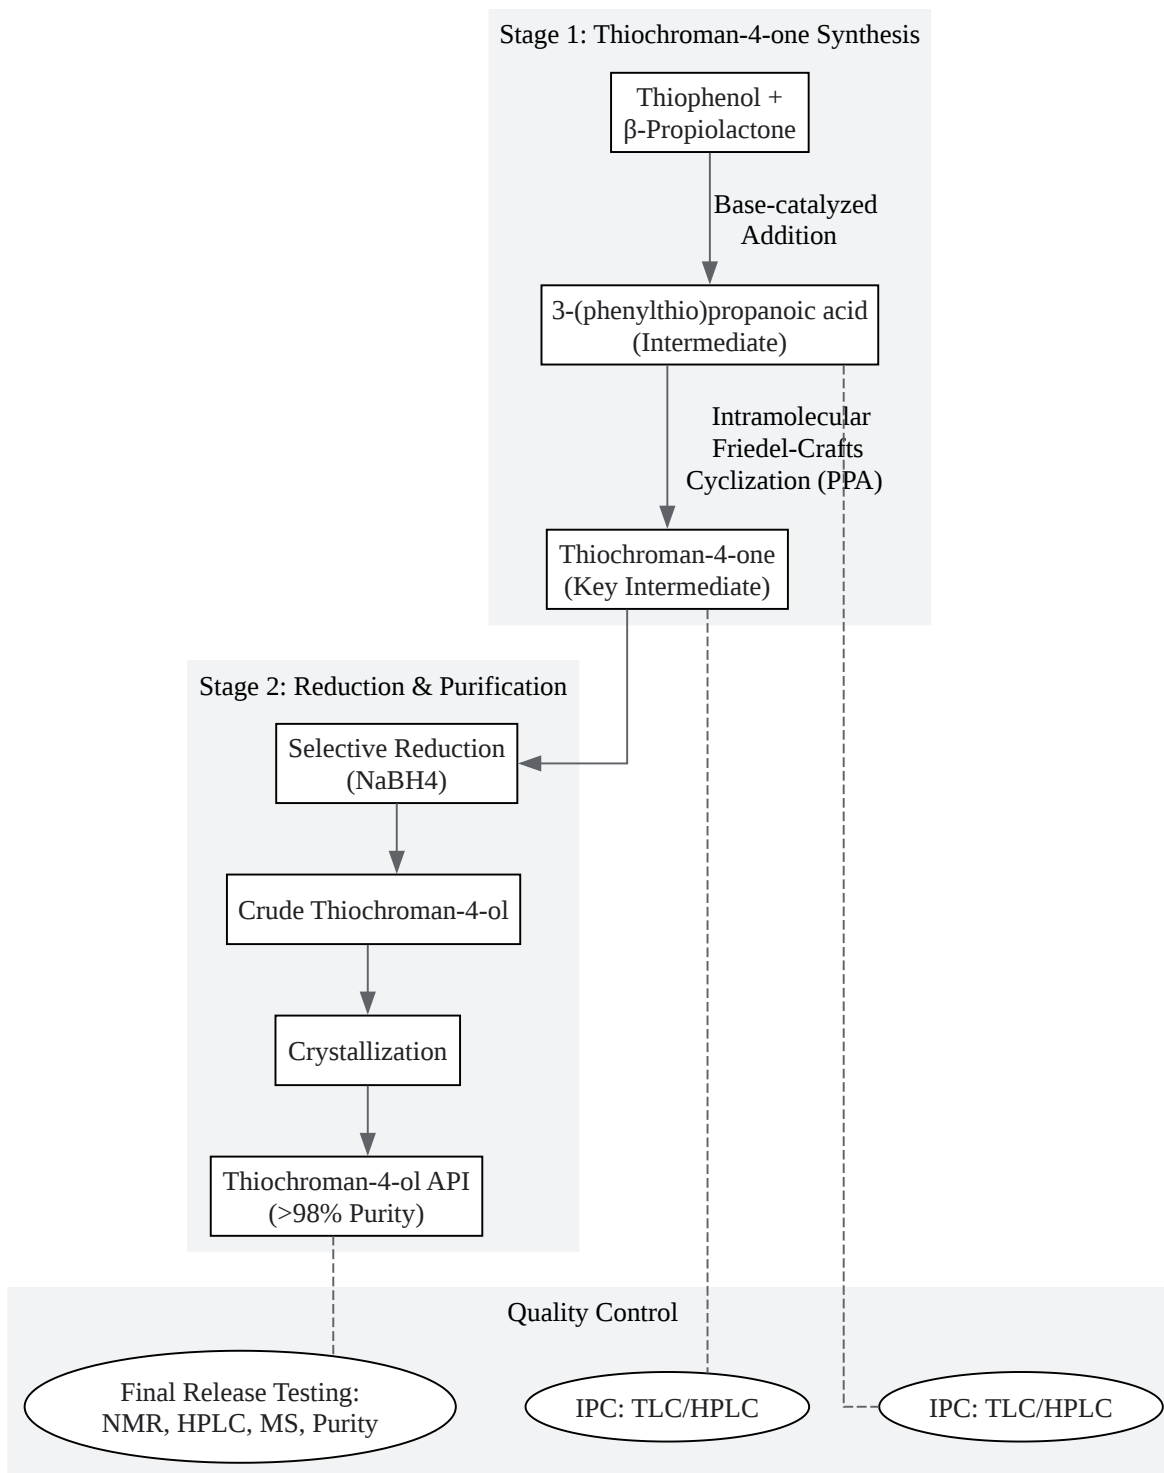 Stage 1: Thiochroman-4-one Synthesis
Thiophenol +
β-Propiolactone
Base-catalyzed
Addition
3-(phenylthio)propanoic acid
(Intermediate)
Intramolecular
Friedel-Crafts
Cyclization (PPA)
Thiochroman-4-one
(Key Intermediate)
Stage 2: Reduction & Purification
Selective Reduction
(NaBH4)
Crude Thiochroman-4-ol
Crystallization
Thiochroman-4-ol API
(>98% Purity)
Quality Control
Final Release Testing:
NMR, HPLC, MS, Purity
IPC: TLC/HPLC
IPC: TLC/HPLC